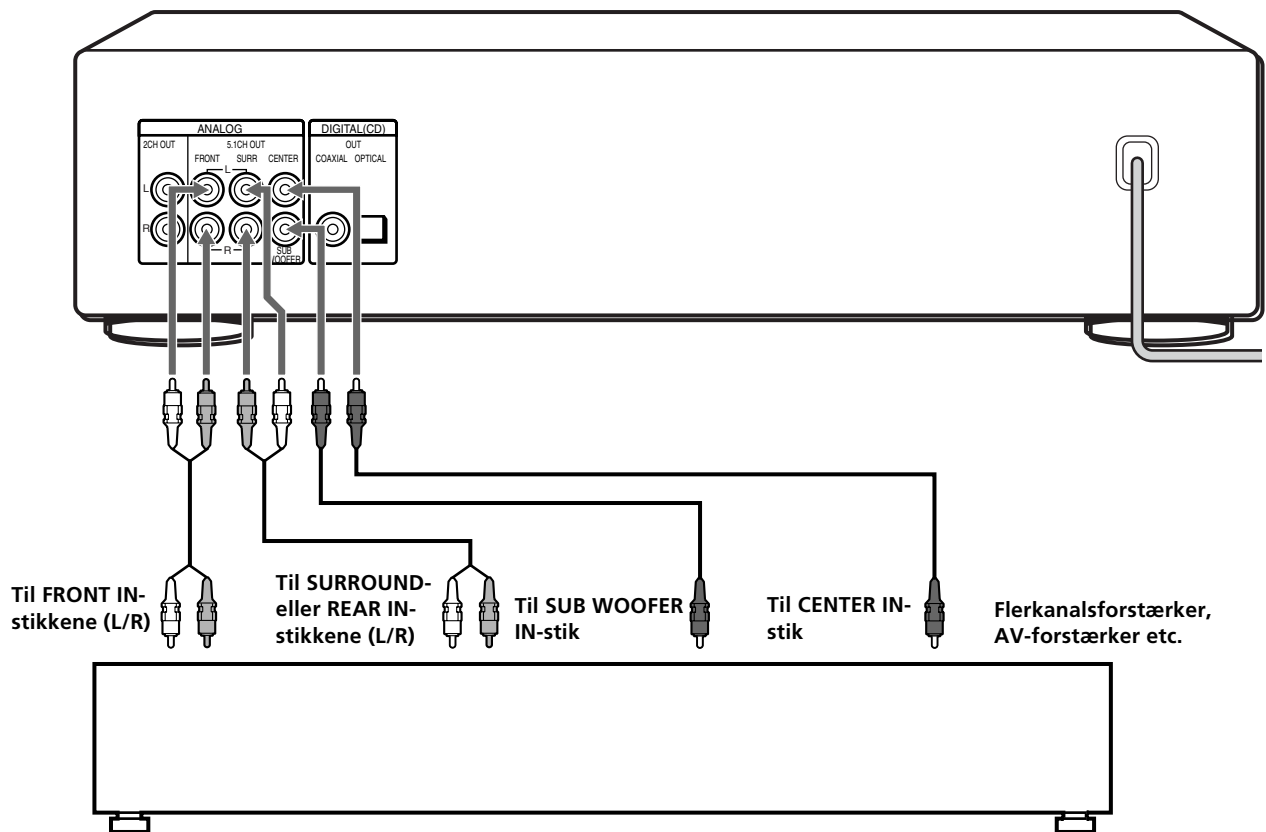 ANALOG
DIGITAL(CD)
2CH OUT
5.1CH OUT
OUT
FRONT SURR CENTER
COAXIAL OPTICAL
L
L
R
R
SUB
WOOFER
Til FRONT IN-
stikkene (L/R)
Til SURROUND-
eller REAR IN-
stikkene (L/R)
Til SUB WOOFER
IN-stik
Til CENTER IN-
stik
Flerkanalsforstærker,
AV-forstærker etc.